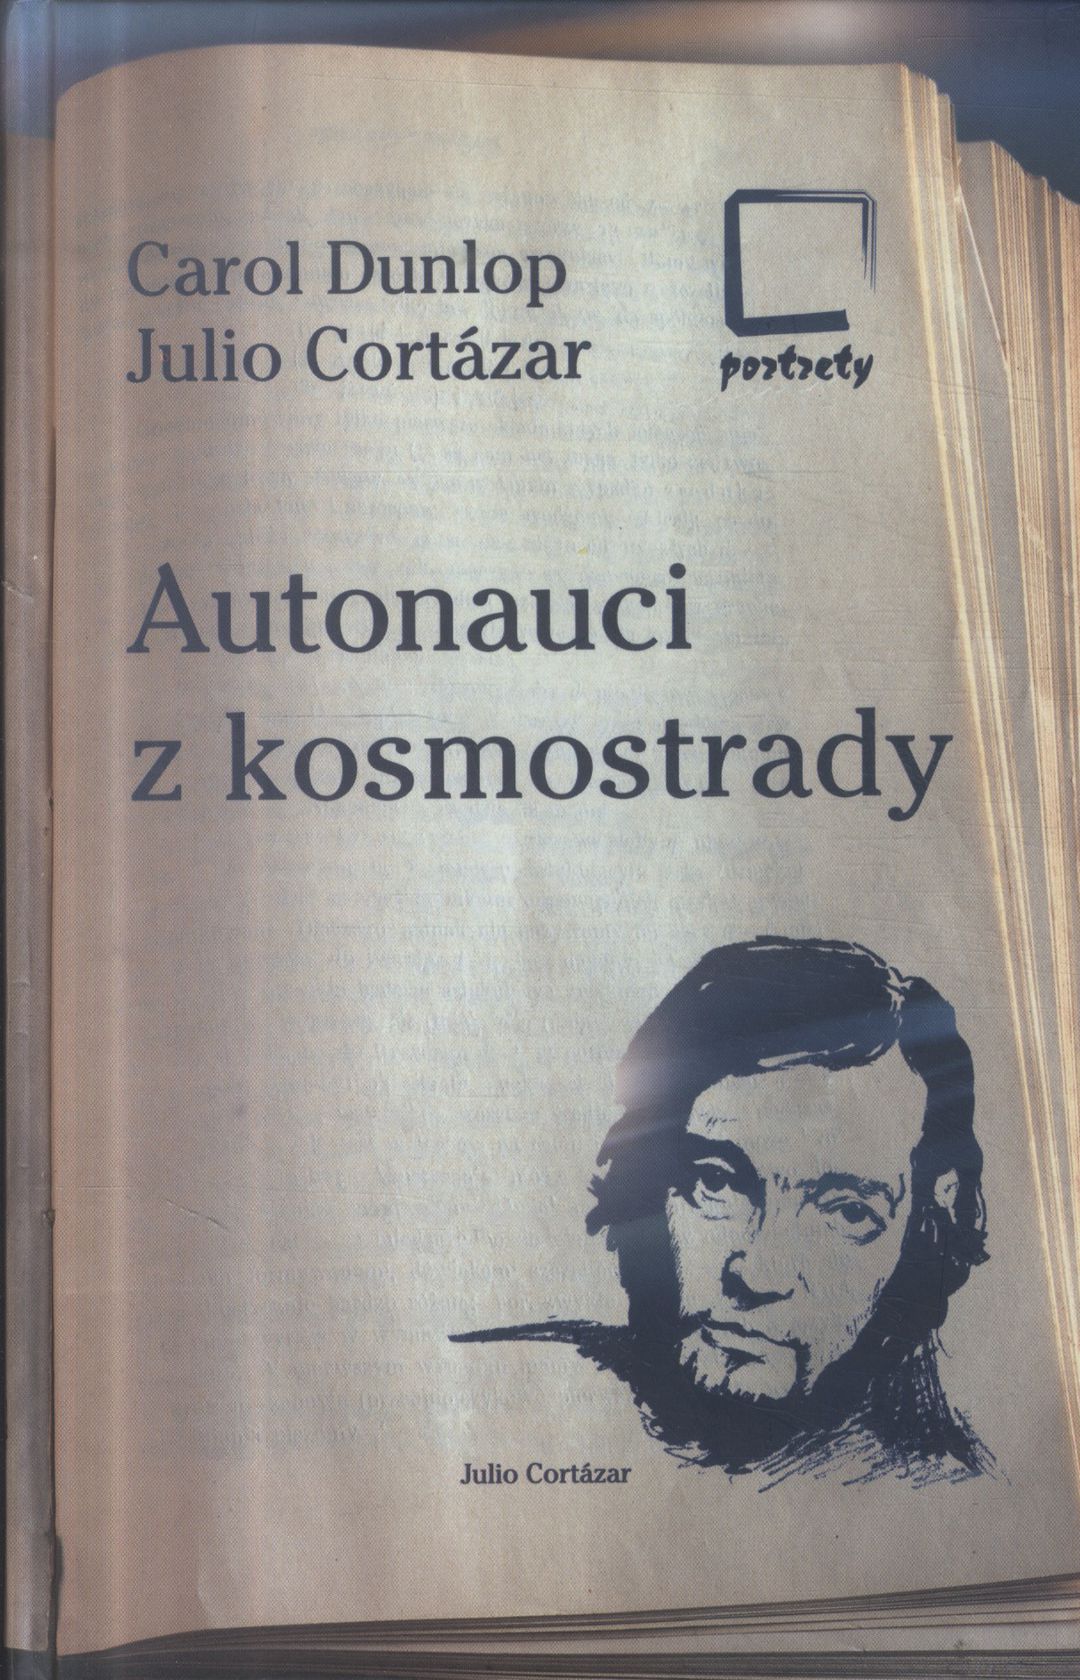 Carol Dunlop
Julio Cortázar
portrety
Autonauci
z kosmostrady
Julio Cortázar